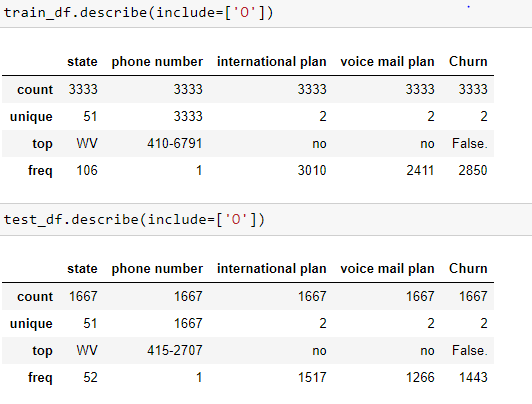 train_df.describe(include=['O'])
state phone number international plan voice mail plan Churn
count 3333 3333 3333 3333 3333
unique 51 3333 2 2 2
top WV 410-6791 no no False.
freq 106 1 3010 2411 2850
test_df.describe(include=['O'])
state phone number international plan voice mail plan Churn
count 1667 1667 1667 1667 1667
unique 51 1667 2 2 2
top WV 415-2707 no no False.
freq 52 1 1517 1266 1443